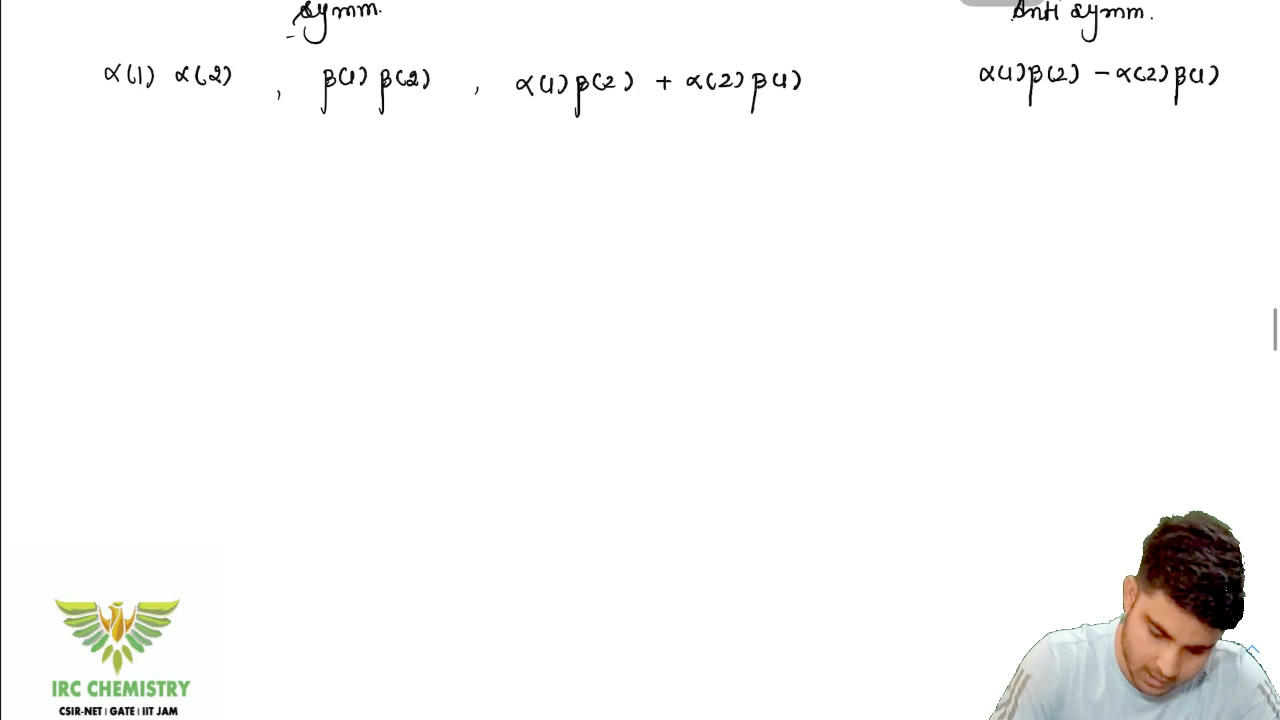 Symm. Anti symm.
α(1) α(2) , β(1) β(2) , α(1) β(2) + α(2) β(1) α(1) β(2) - α(2) β(1)
IRC CHEMISTRY
CSIR-NET | GATE | IIT JAM